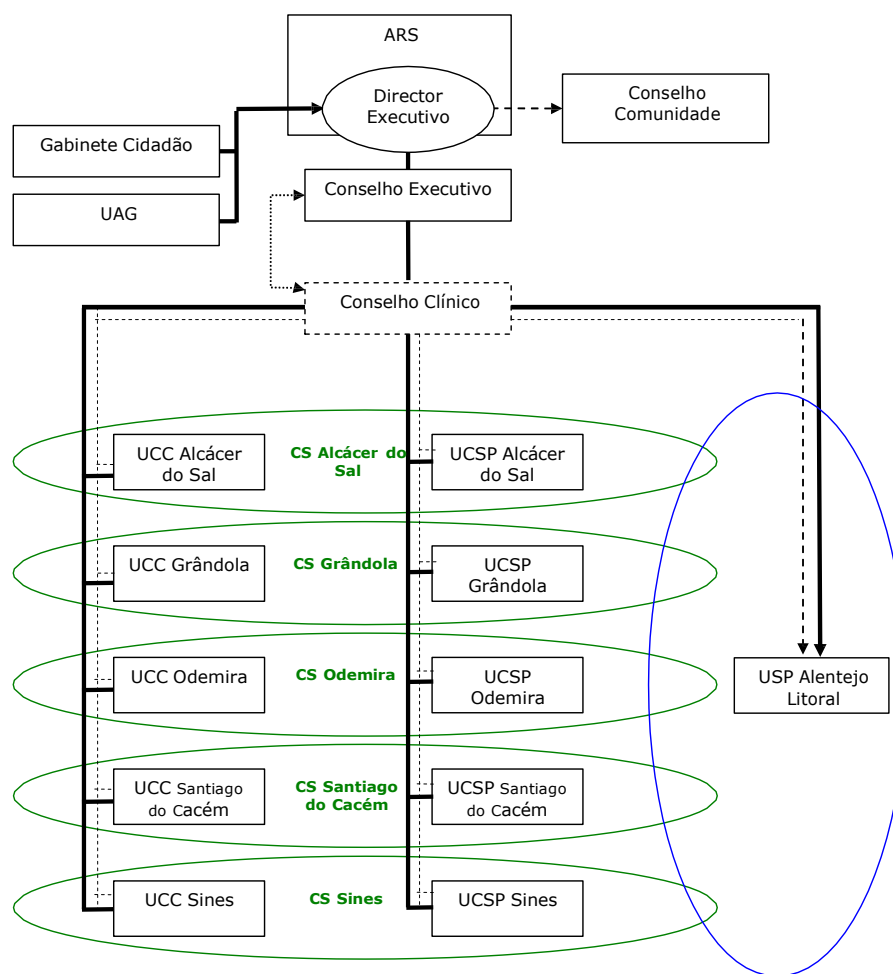 ARS
Director
Executivo
Conselho
Comunidade
Gabinete Cidadão
UAG
Conselho Executivo
Conselho Clínico
UCC Alcácer
do Sal
CS Alcácer do
Sal
UCSP Alcácer
do Sal
UCC Grândola
CS Grândola
UCSP
Grândola
UCC Odemira
CS Odemira
UCSP
Odemira
USP Alentejo
Litoral
UCC Santiago
do Cacém
CS Santiago
do Cacém
UCSP Santiago
do Cacém
UCC Sines
CS Sines
UCSP Sines